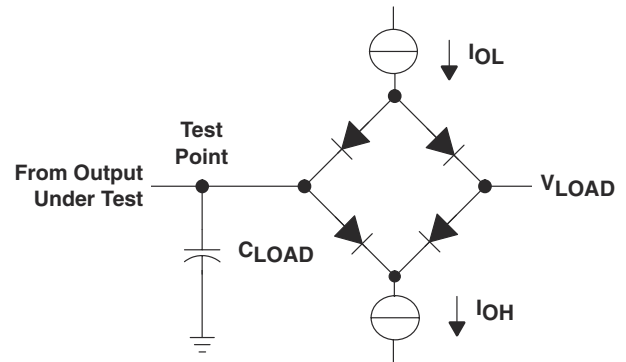 IOL
Test
Point
From Output
Under Test
VLOAD
CLOAD
IOH